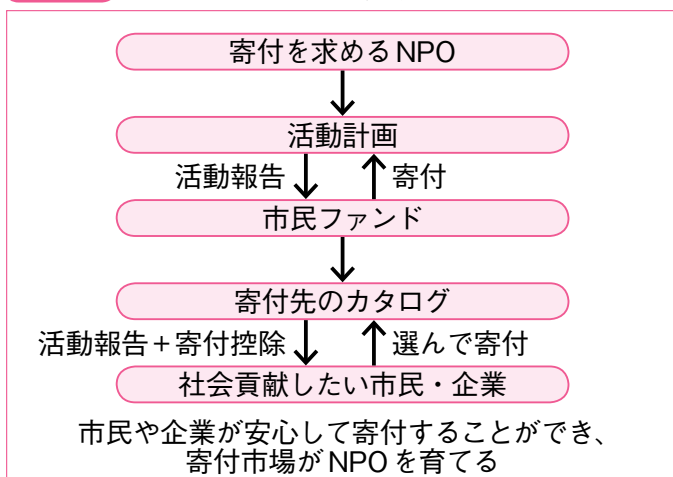 寄付を求めるNPO
活動計画
活動報告
寄付
市民ファンド
寄付先のカタログ
活動報告＋寄付控除
選んで寄付
社会貢献したい市民・企業
市民や企業が安心して寄付することができ、
寄付市場がNPOを育てる